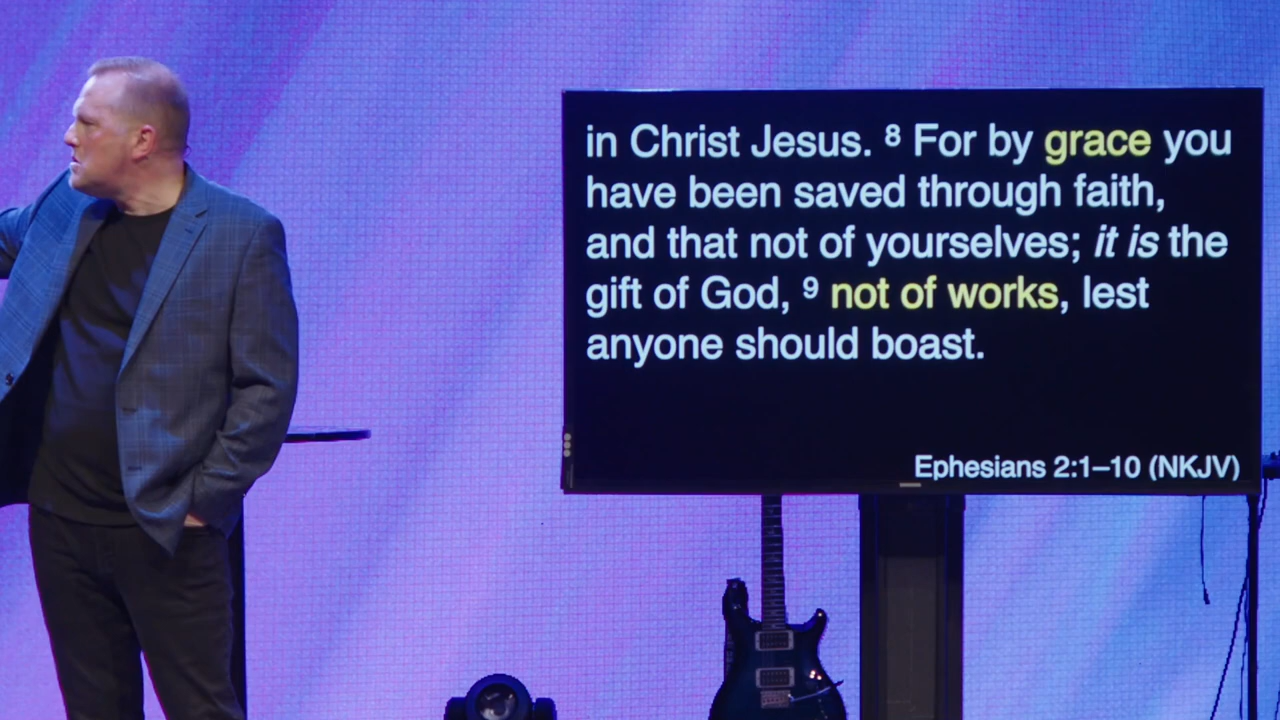 in Christ Jesus. ⁸ For by grace you
have been saved through faith,
and that not of yourselves; it is the
gift of God, ⁹ not of works, lest
anyone should boast.
Ephesians 2:1–10 (NKJV)